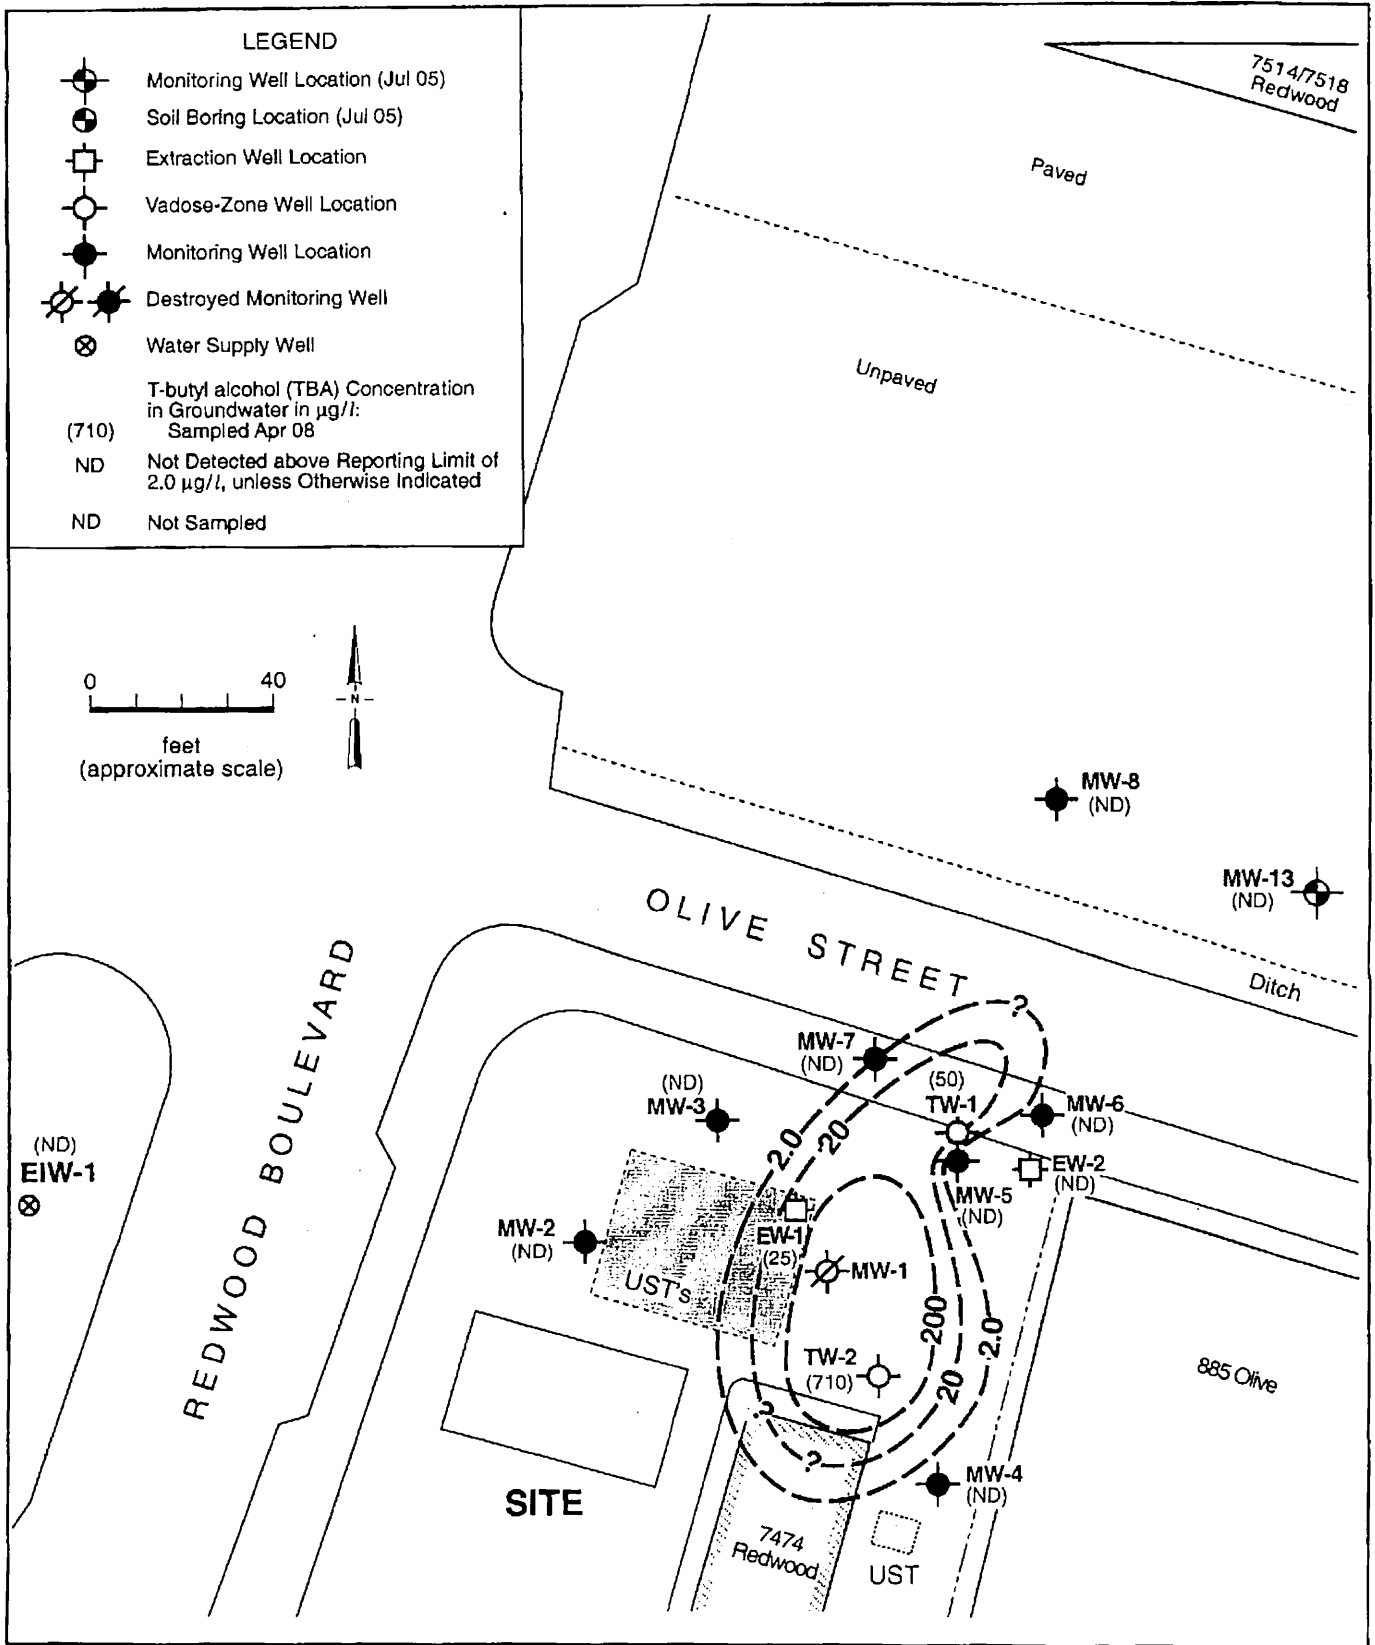 LEGEND
Monitoring Well Location (Jul 05)
Soil Boring Location (Jul 05)
Extraction Well Location
Vadose-Zone Well Location
Monitoring Well Location
Destroyed Monitoring Well
Water Supply Well
T-butyl alcohol (TBA) Concentration
in Groundwater in µg/l:
(710) Sampled Apr 08
ND Not Detected above Reporting Limit of
2.0 µg/l, unless Otherwise Indicated
ND Not Sampled
7514/7518
Redwood
Paved
Unpaved
0 40
feet
(approximate scale)
N
MW-8
(ND)
MW-13
(ND)
OLIVE STREET
Ditch
REDWOOD BOULEVARD
?
MW-7
(ND)
(50)
TW-1
(ND)
MW-3
MW-6
(ND)
2.0
20
(ND)
EIW-1
EW-2
(ND)
MW-5
(ND)
MW-2
(ND)
EW-1
(25)
MW-1
UST's
200
2.0
20
TW-2
(710)
885 Olive
?
?
MW-4
(ND)
SITE
7474
Redwood
UST